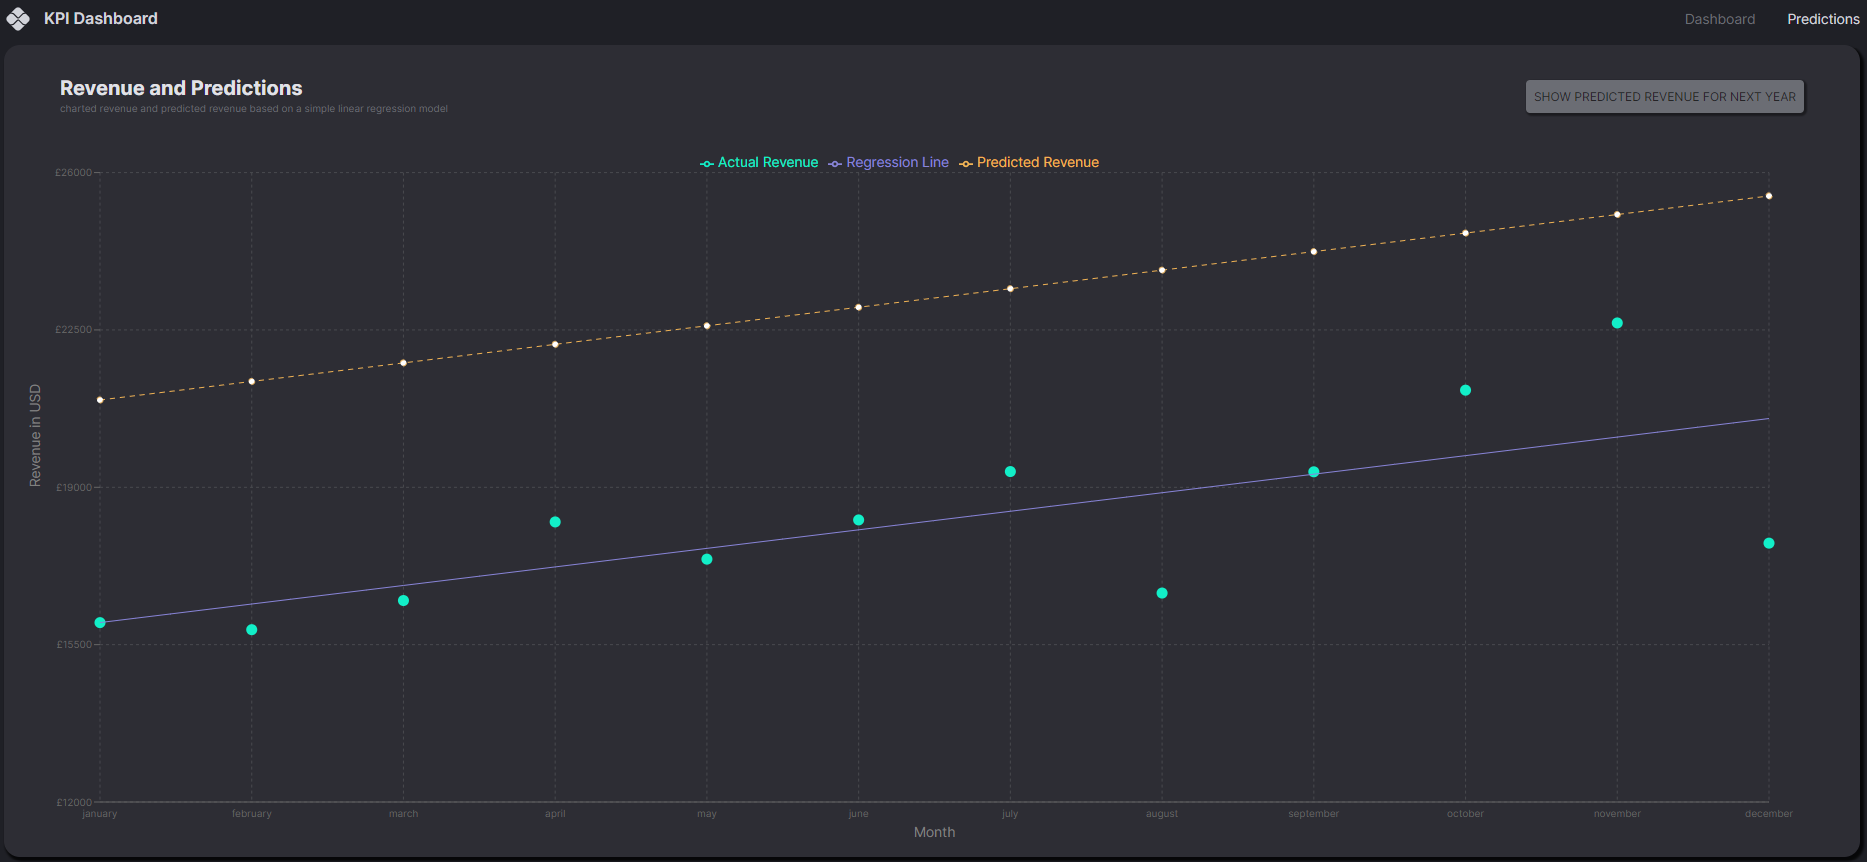 KPI Dashboard
Dashboard
Predictions
Revenue and Predictions
charted revenue and predicted revenue based on a simple linear regression model
SHOW PREDICTED REVENUE FOR NEXT YEAR
Actual Revenue
Regression Line
Predicted Revenue
£26000
£22500
£19000
£15500
£12000
Revenue in USD
january
february
march
april
may
june
july
august
september
october
november
december
Month